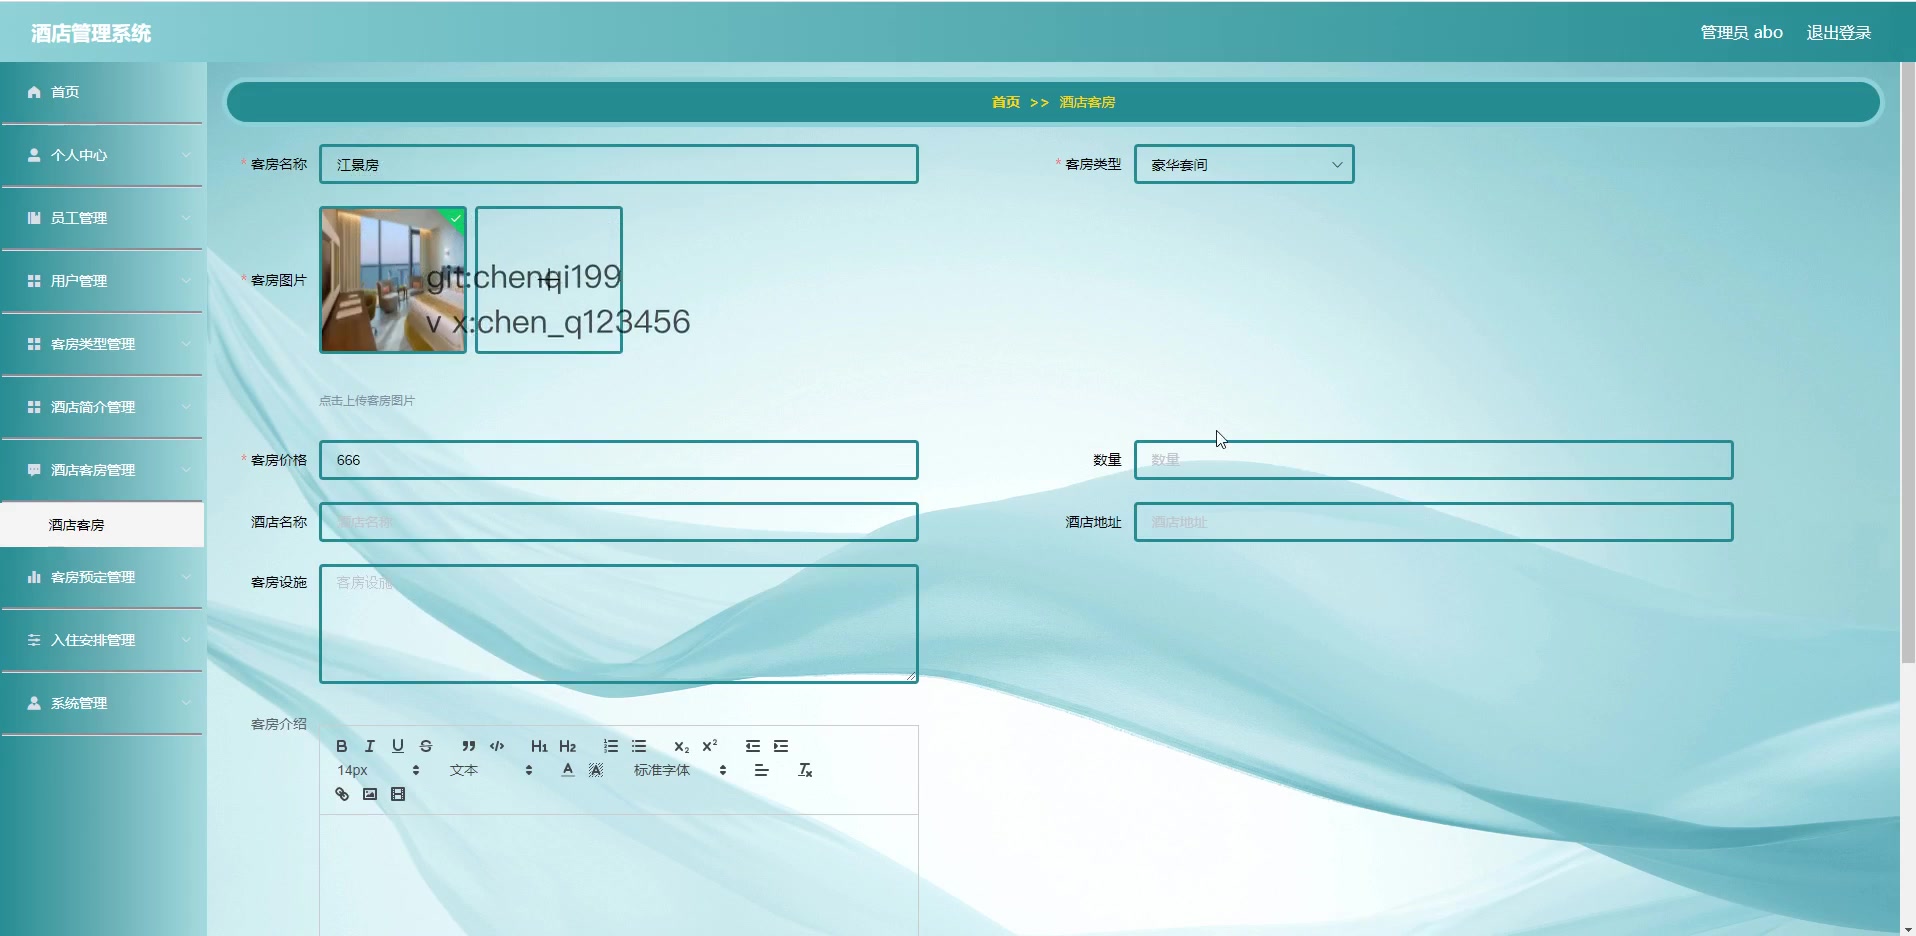 酒店管理系统
管理员 abo
退出登录
首页
个人中心
员工管理
用户管理
客房类型管理
酒店简介管理
酒店客房管理
酒店客房
客房预定管理
入住安排管理
系统管理
首页 >> 酒店客房
* 客房名称
江景房
* 客房类型
豪华套间
* 客房图片
git:chenqi199
v x:chen_q123456
点击上传客房图片
* 客房价格
666
数量
数量
酒店名称
酒店名称
酒店地址
酒店地址
客房设施
客房设施
客房介绍
B I U S H1 H2 X2 X2
14px 文本 A A 标准字体 Tx